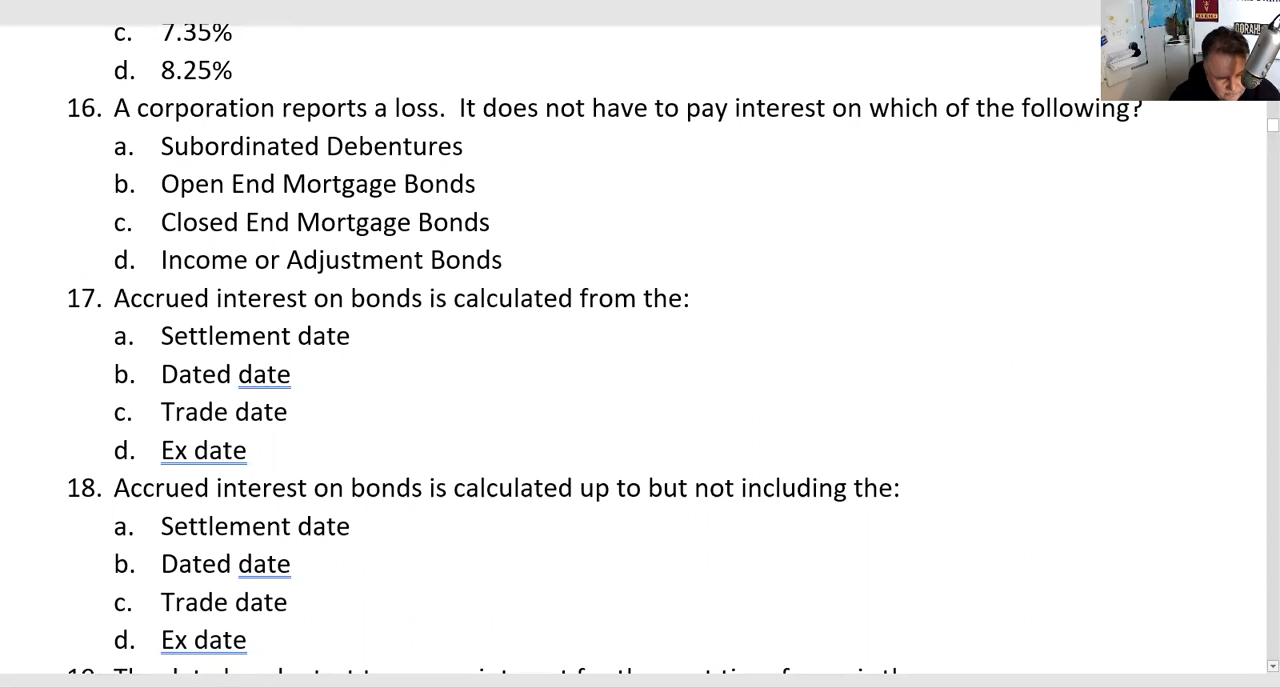 c. 7.35%
d. 8.25%
16. A corporation reports a loss.  It does not have to pay interest on which of the following?
a. Subordinated Debentures
b. Open End Mortgage Bonds
c. Closed End Mortgage Bonds
d. Income or Adjustment Bonds
17. Accrued interest on bonds is calculated from the:
a. Settlement date
b. Dated date
c. Trade date
d. Ex date
18. Accrued interest on bonds is calculated up to but not including the:
a. Settlement date
b. Dated date
c. Trade date
d. Ex date